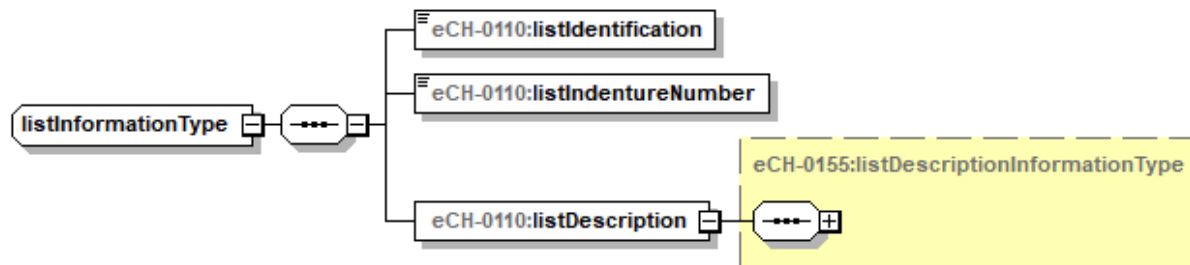 eCH-0110:listIdentification
eCH-0110:listIndentureNumber
listInformationType
eCH-0155:listDescriptionInformationType
eCH-0110:listDescription